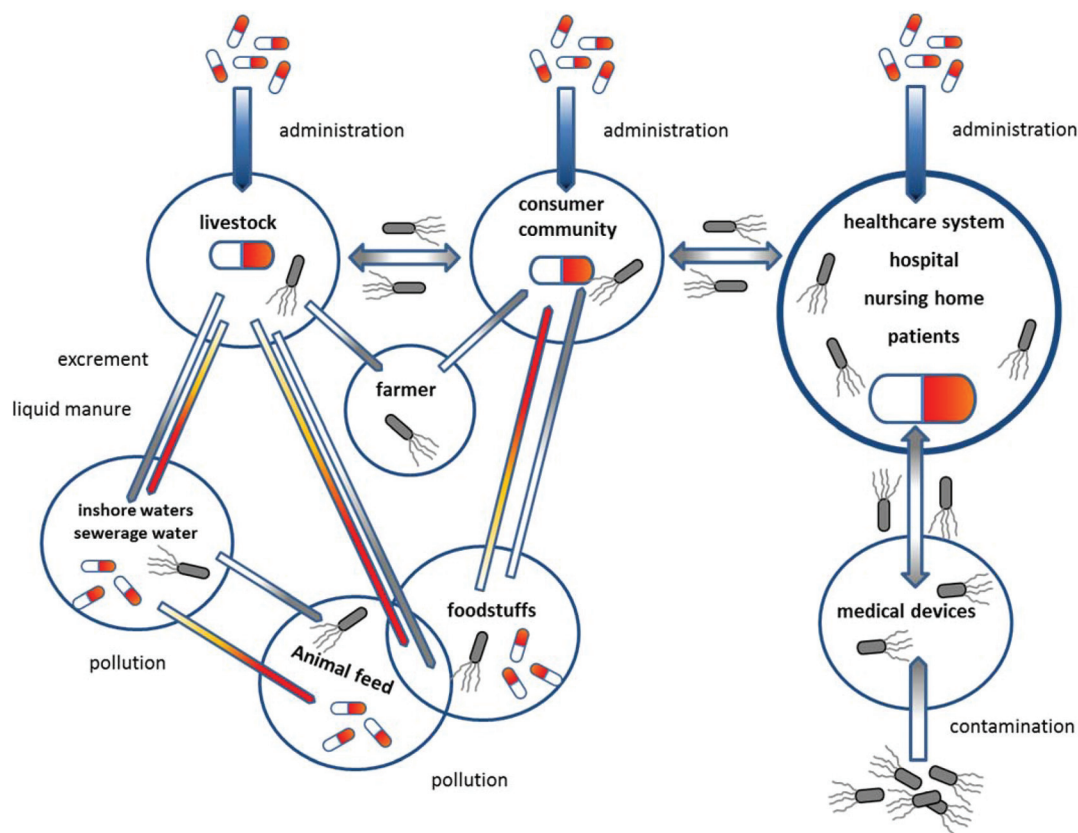 administration
administration
administration
livestock
consumer
community
healthcare system
hospital
nursing home
patients
excrement
liquid manure
farmer
inshore waters
sewerage water
foodstuffs
medical devices
Animal feed
pollution
pollution
contamination